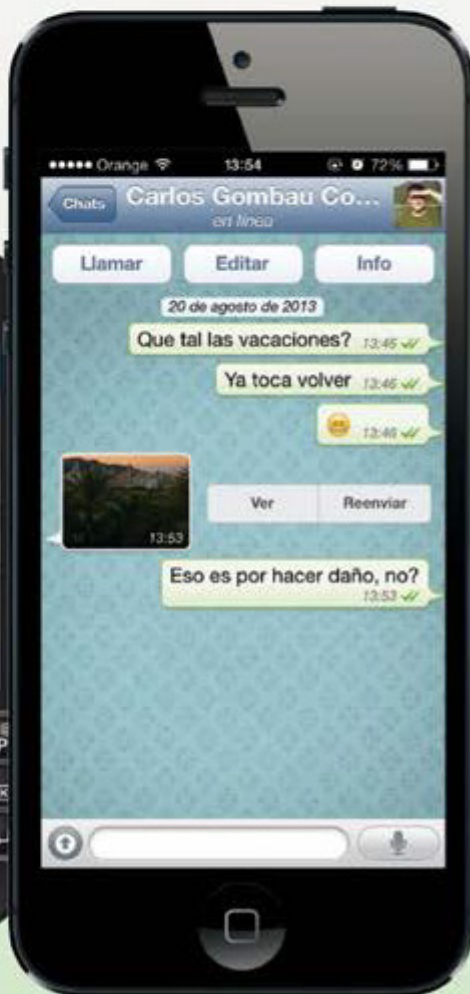 Orange 13:54 72%
Chats Carlos Gombau Co...
en línea
Llamar Editar Info
20 de agosto de 2013
Que tal las vacaciones? 13:45
Ya toca volver 13:46
13:46
13:53
Ver Reenviar
Eso es por hacer daño, no?
13:53
P
K